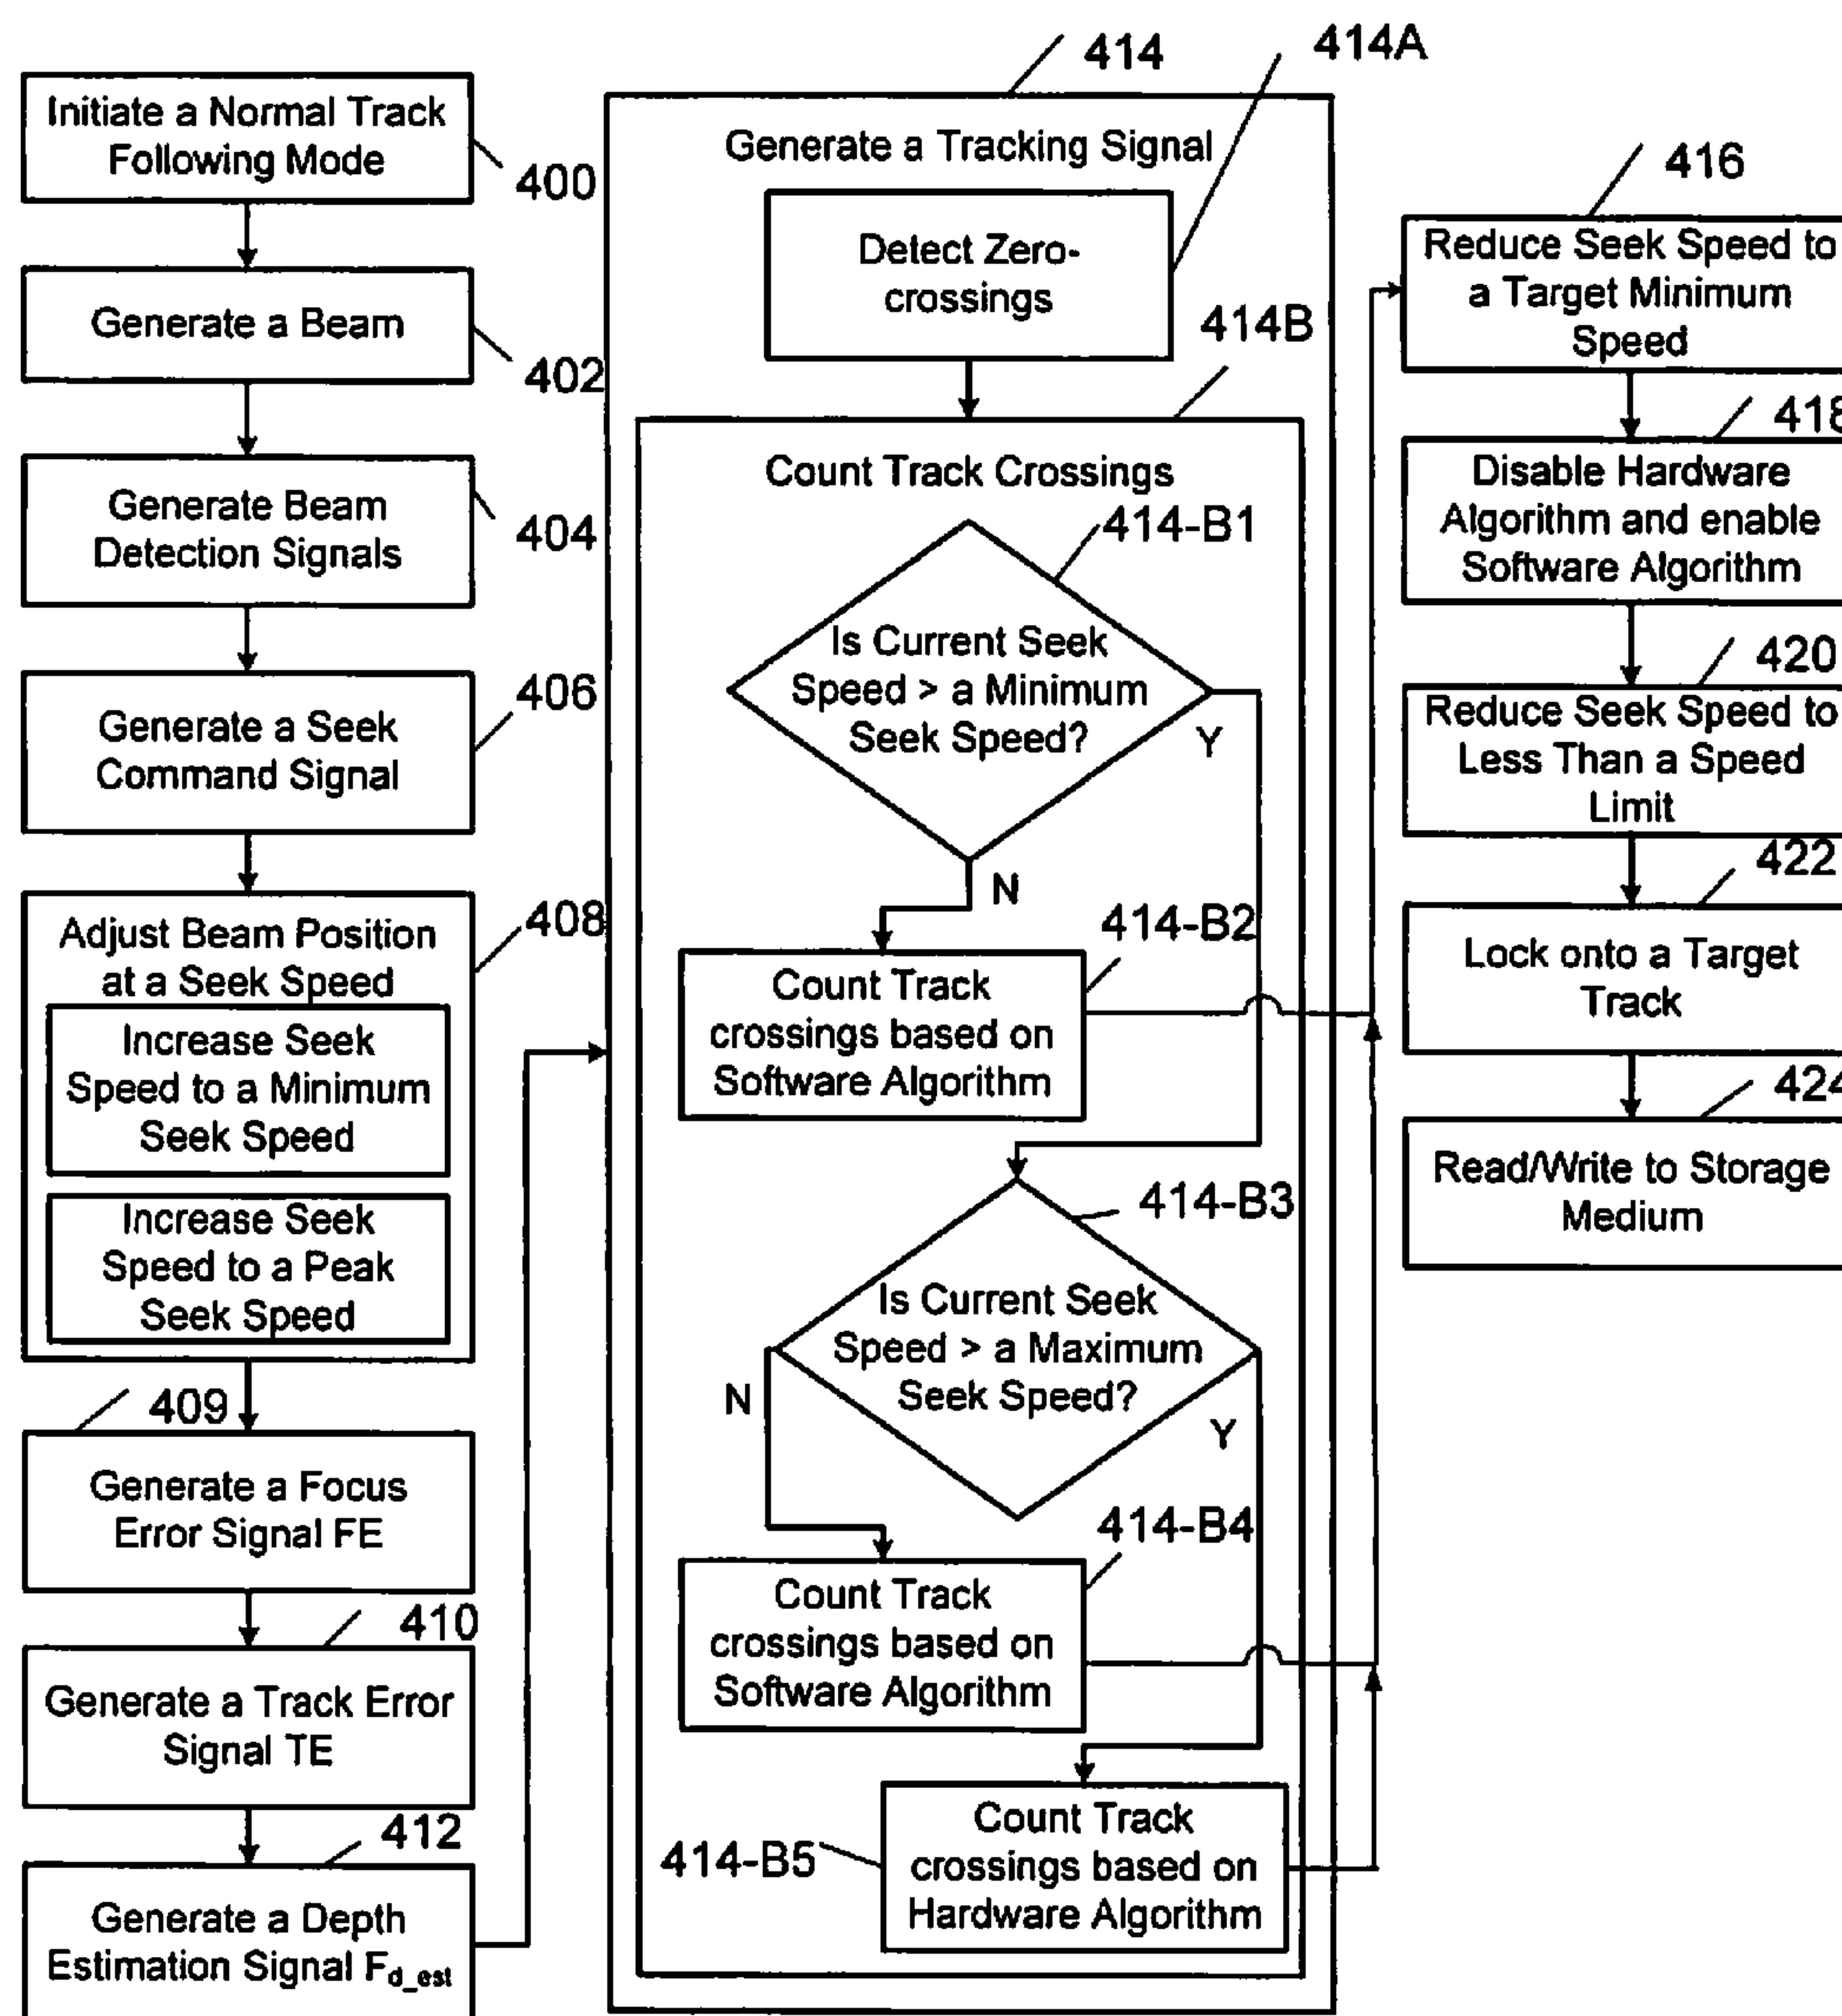 Initiate a Normal Track
Following Mode
400
Generate a Beam
402
Generate Beam
Detection Signals
404
Generate a Seek
Command Signal
406
Adjust Beam Position
at a Seek Speed
408
Increase Seek
Speed to a Minimum
Seek Speed
Increase Seek
Speed to a Peak
Seek Speed
409
Generate a Focus
Error Signal FE
410
Generate a Track Error
Signal TE
412
Generate a Depth
Estimation Signal Fd_est
414
414A
Generate a Tracking Signal
Detect Zero-
crossings
414B
Count Track Crossings
414-B1
Is Current Seek
Speed > a Minimum
Seek Speed?
Y
N
414-B2
Count Track
crossings based on
Software Algorithm
414-B3
Is Current Seek
Speed > a Maximum
Seek Speed?
N
Y
414-B4
Count Track
crossings based on
Software Algorithm
414-B5
Count Track
crossings based on
Hardware Algorithm
416
Reduce Seek Speed to
a Target Minimum
Speed
418
Disable Hardware
Algorithm and enable
Software Algorithm
420
Reduce Seek Speed to
Less Than a Speed
Limit
422
Lock onto a Target
Track
424
Read/Write to Storage
Medium